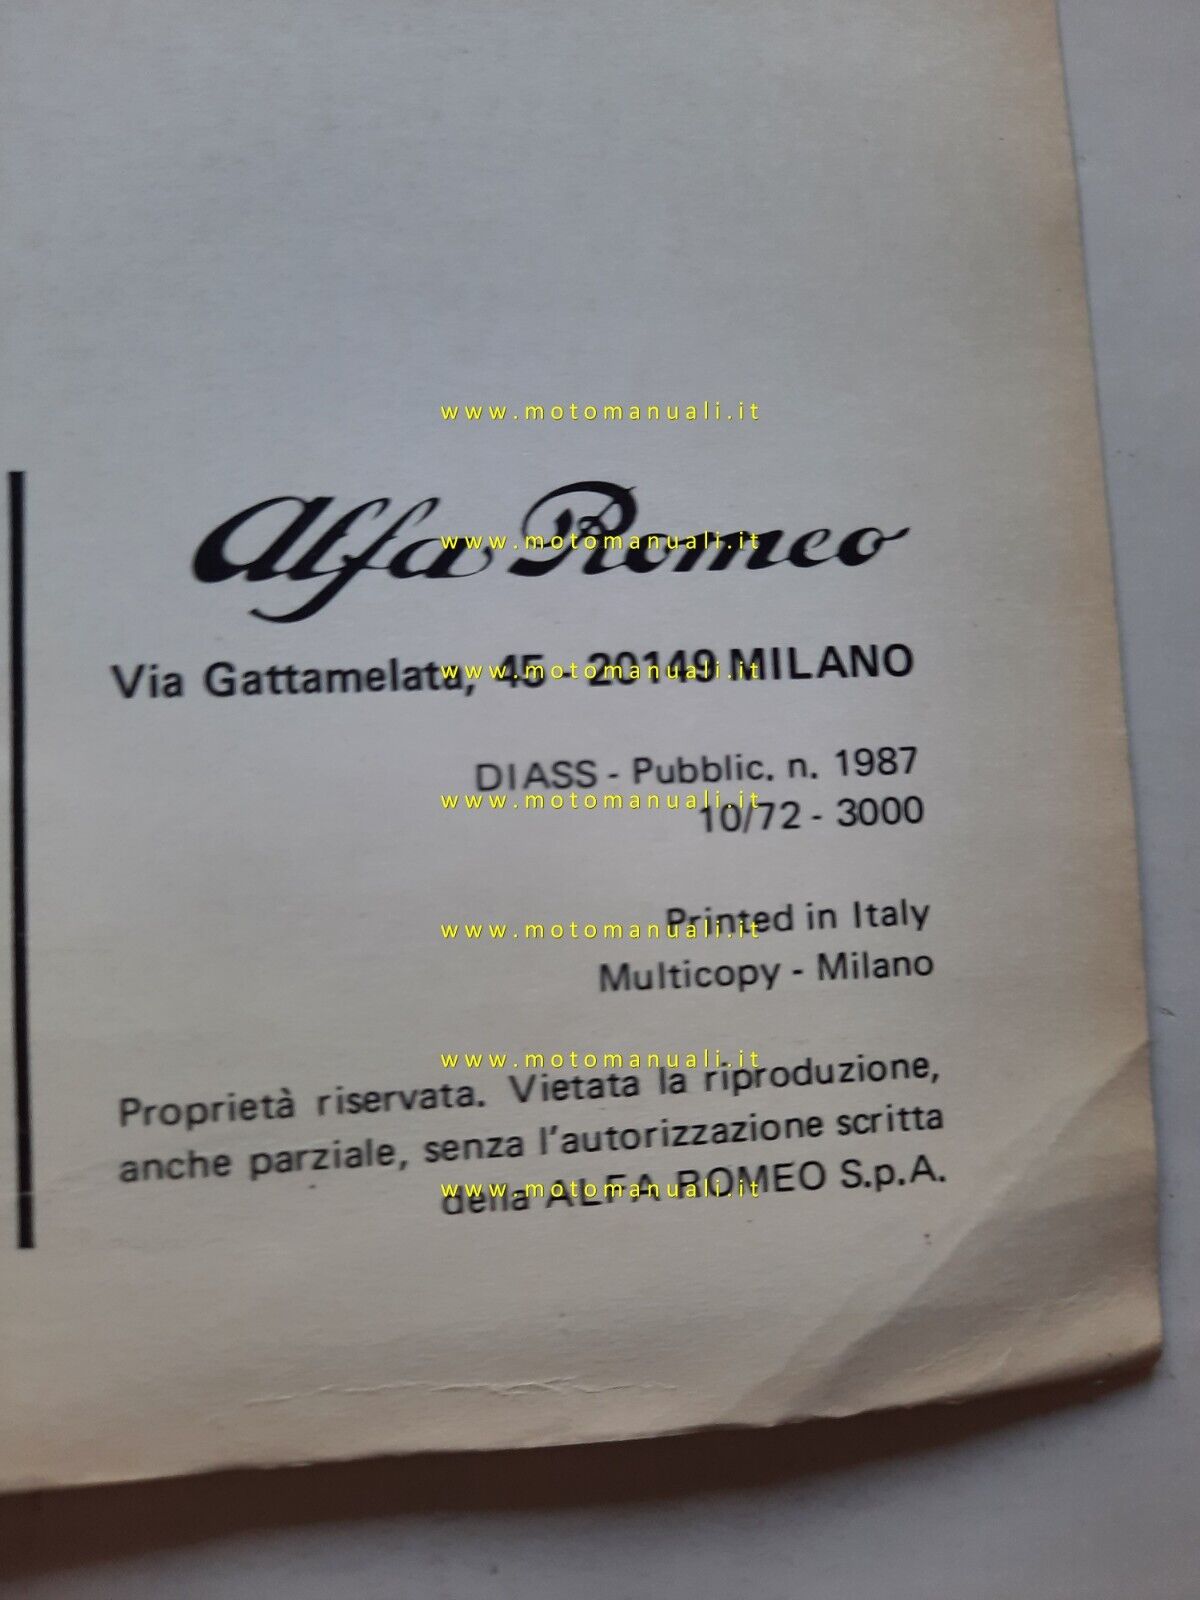 www.motomanuali.it
Alfa Romeo
www.motomanuali.it
Via Gattamelata, 45 - 20149 MILANO
www.motomanuali.it
DIASS - Pubblic. n. 1987
www.motomanuali.it
10/72 - 3000
Printed in Italy
www.motomanuali.it
Multicopy - Milano
www.motomanuali.it
Proprietà riservata. Vietata la riproduzione,
anche parziale, senza l'autorizzazione scritta
della ALFA ROMEO S.p.A.
www.motomanuali.it